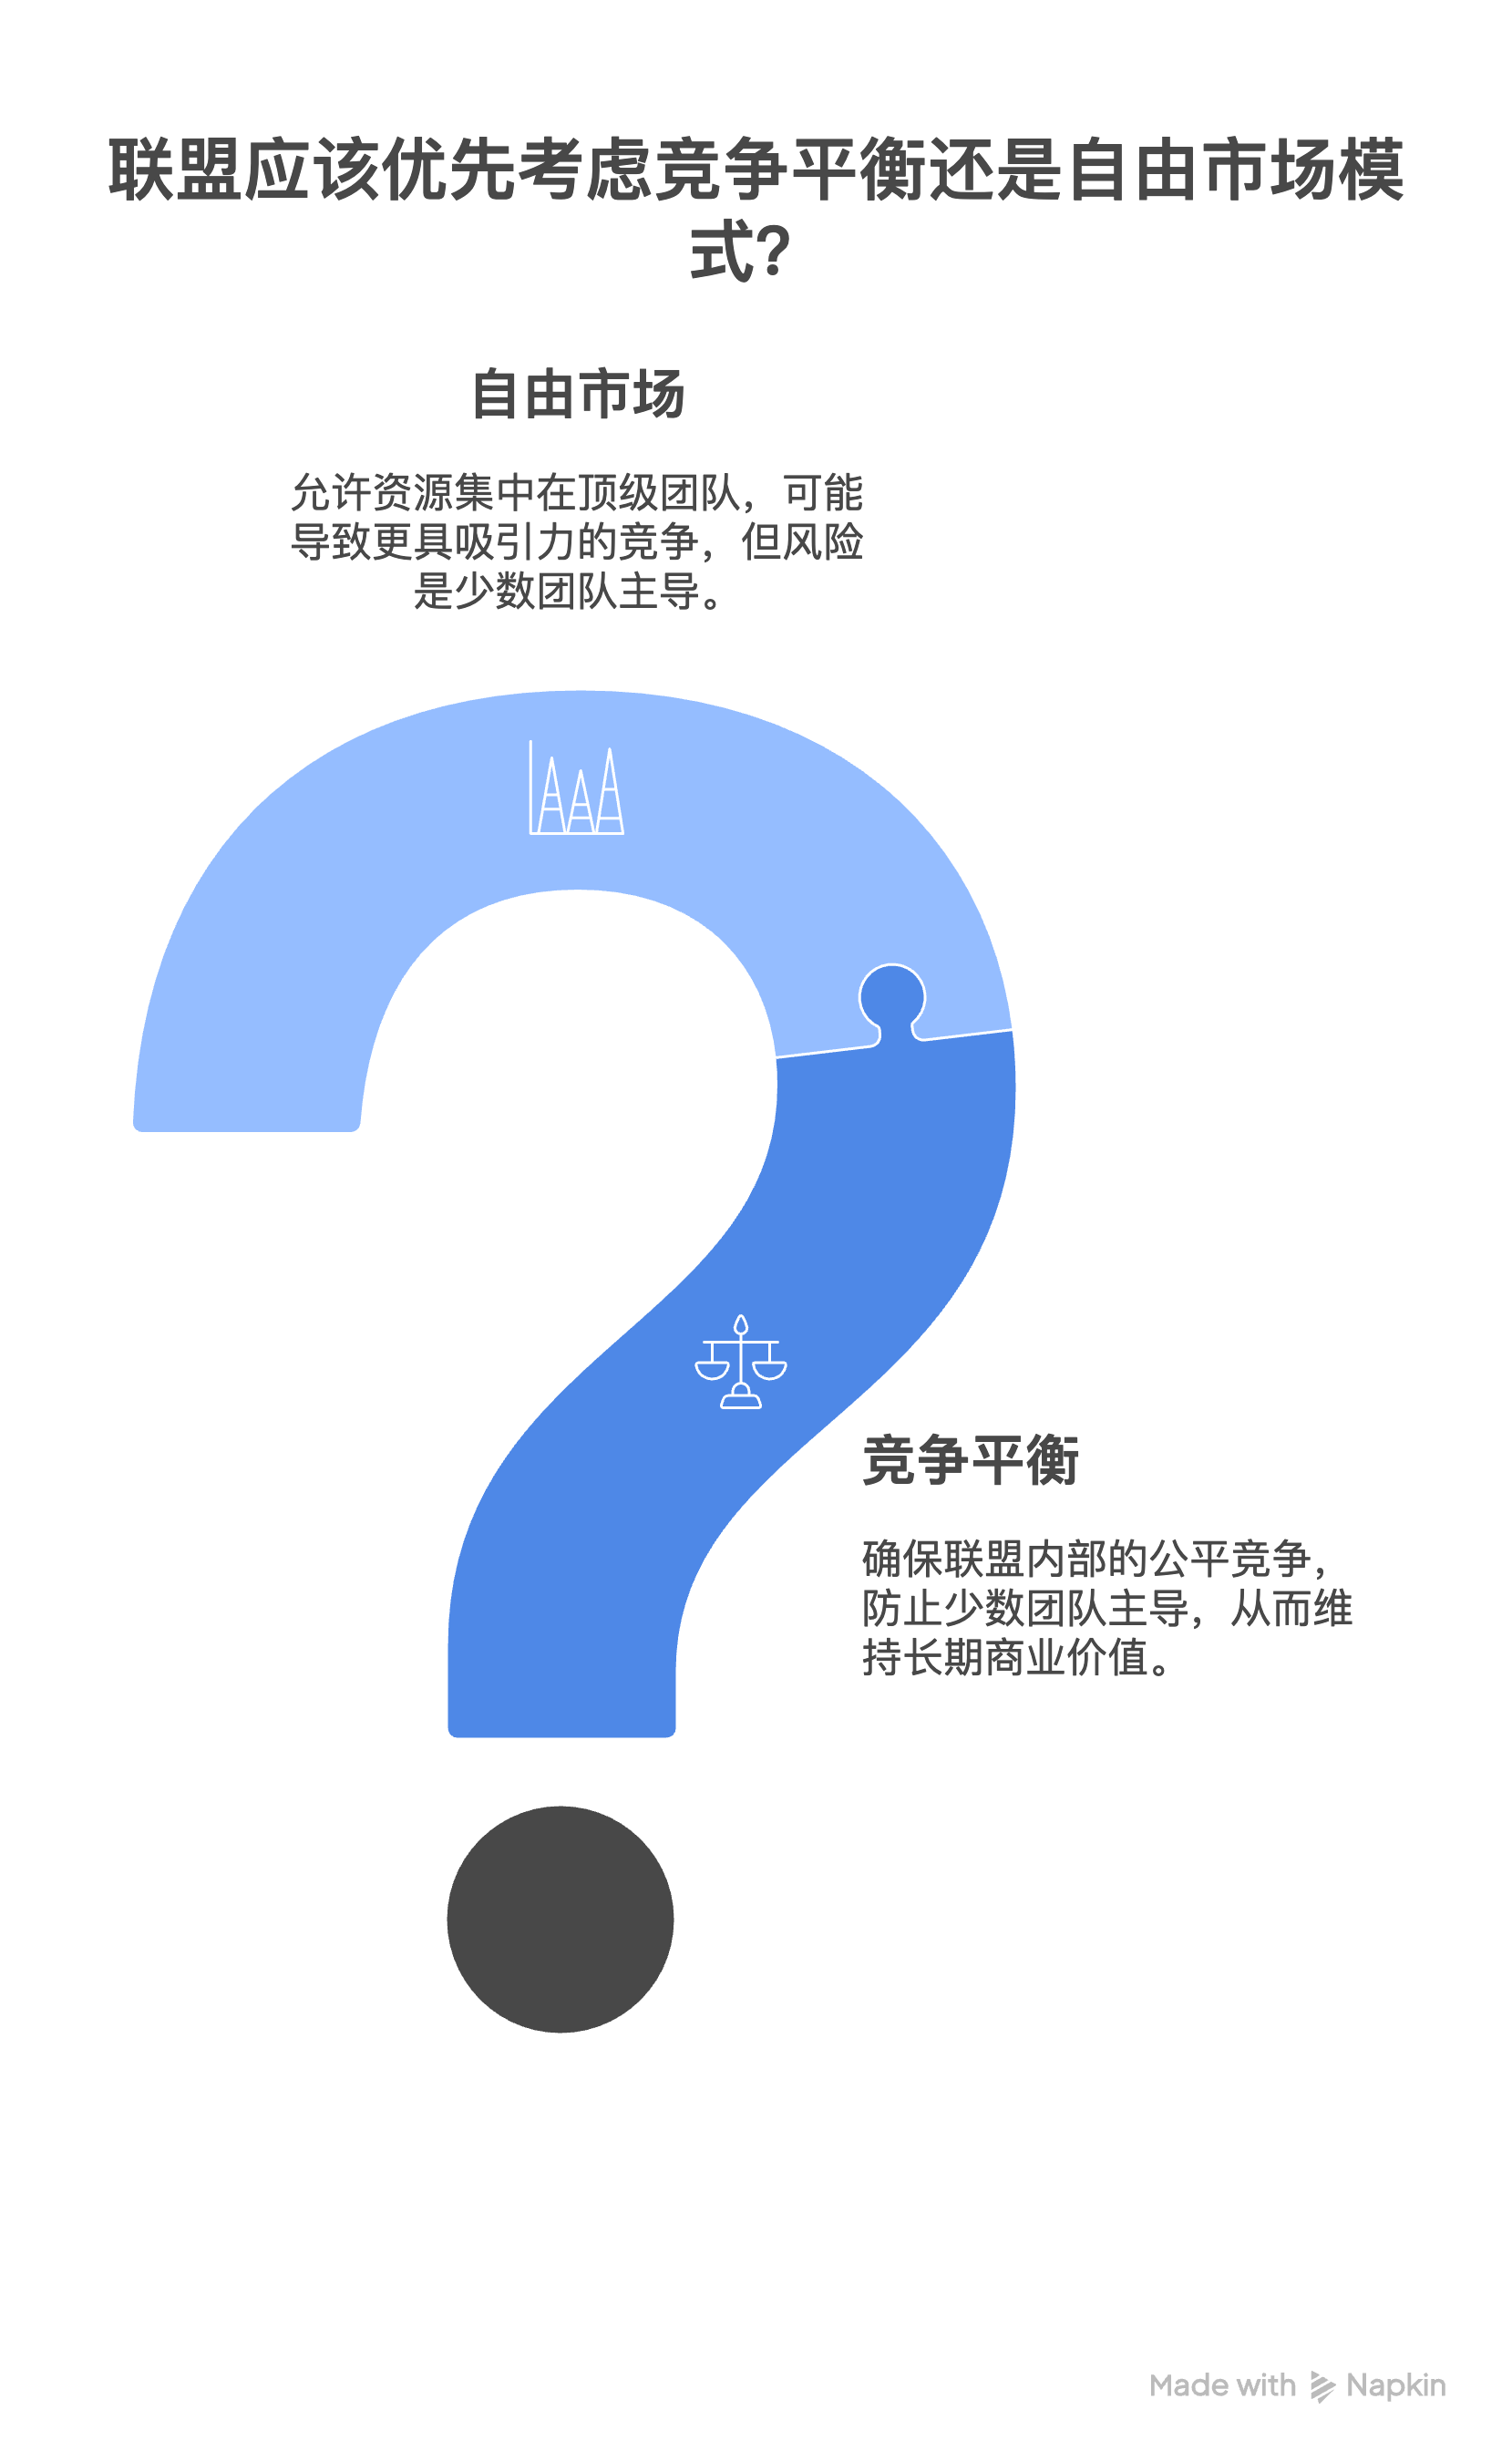 联盟应该优先考虑竞争平衡还是自由市场模
式？
自由市场
允许资源集中在顶级团队，可能
导致更具吸引力的竞争，但风险
是少数团队主导。
竞争平衡
确保联盟内部的公平竞争，
防止少数团队主导，从而维
持长期商业价值。
Made with Napkin